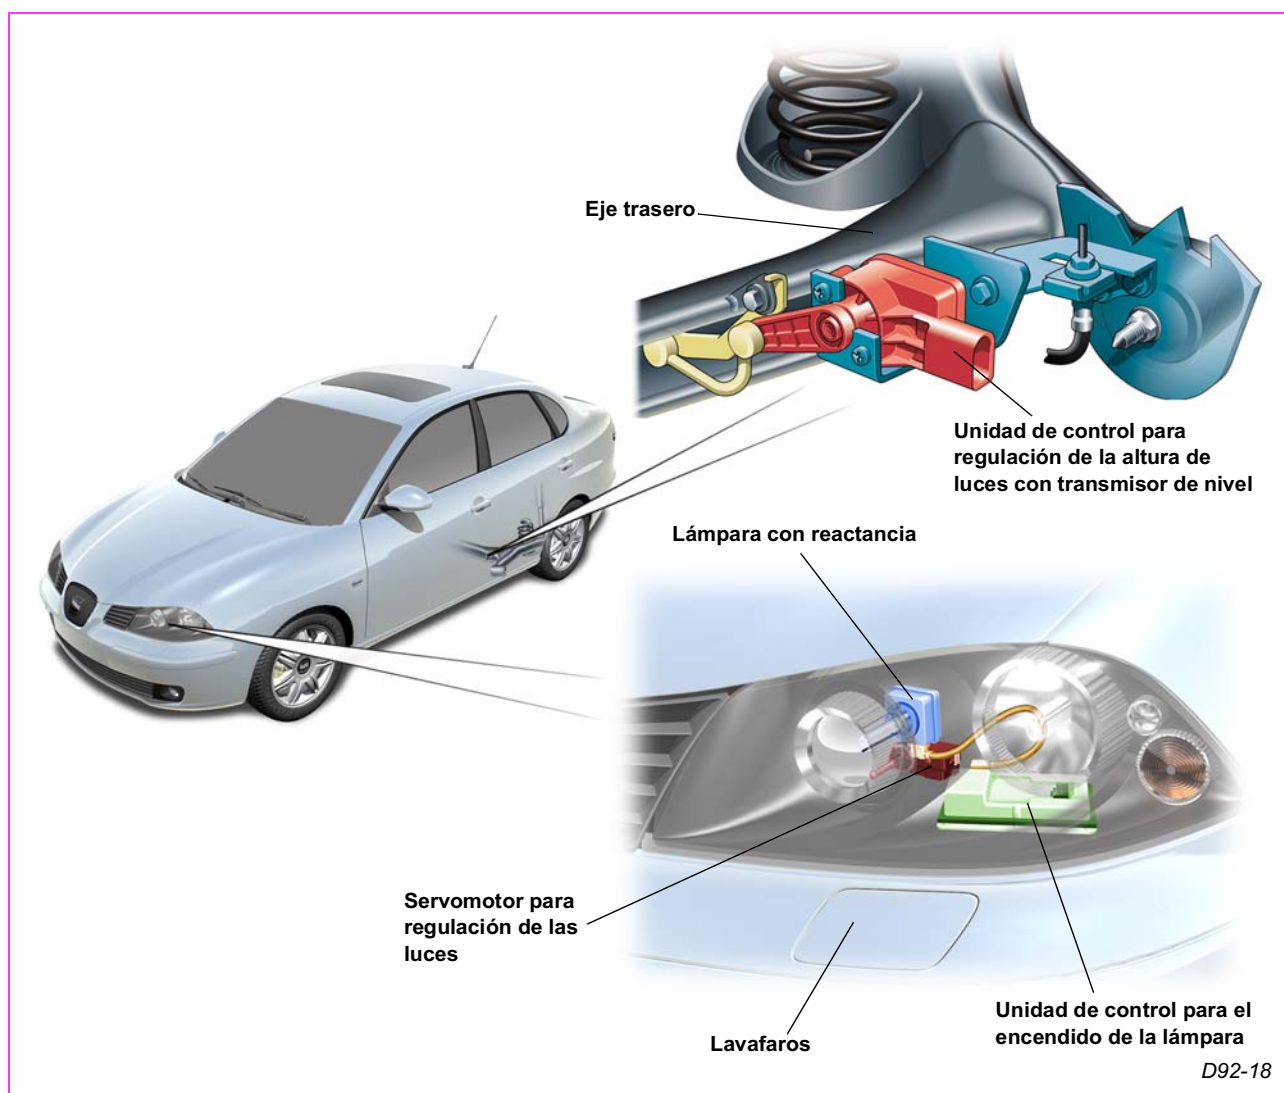 Eje trasero
Unidad de control para
regulación de la altura de
luces con transmisor de nivel
Lámpara con reactancia
Servomotor para
regulación de las
luces
Lavafaros
Unidad de control para el
encendido de la lámpara
D92-18